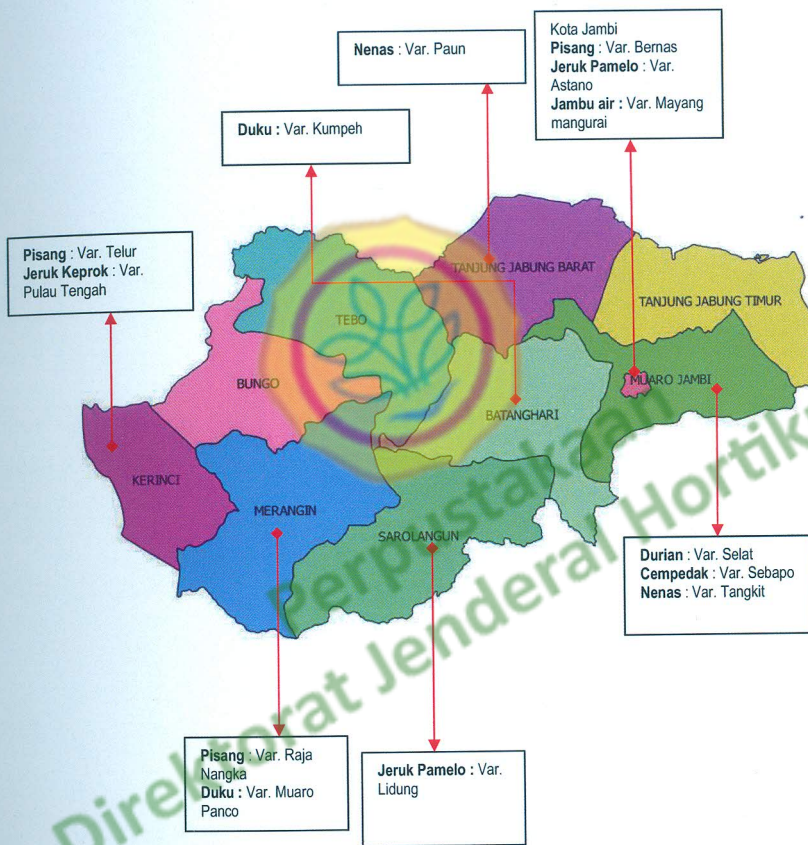 Kota Jambi
Pisang : Var. Bernas
Jeruk Pamelo : Var.
Astano
Jambu air : Var. Mayang
mangurai
Nenas : Var. Paun
Duku : Var. Kumpeh
Pisang : Var. Telur
Jeruk Keprok : Var.
Pulau Tengah
TANJUNG JABUNG BARAT
TANJUNG JABUNG TIMUR
TEBO
BUNGO
MUARO JAMBI
BATANGHARI
KERINCI
MERANGIN
SAROLANGUN
Durian : Var. Selat
Cempedak : Var. Sebapo
Nenas : Var. Tangkit
Pisang : Var. Raja
Nangka
Duku : Var. Muaro
Panco
Jeruk Pamelo : Var.
Lidung
Perpustakaan
Direktorat Jenderal Hortik